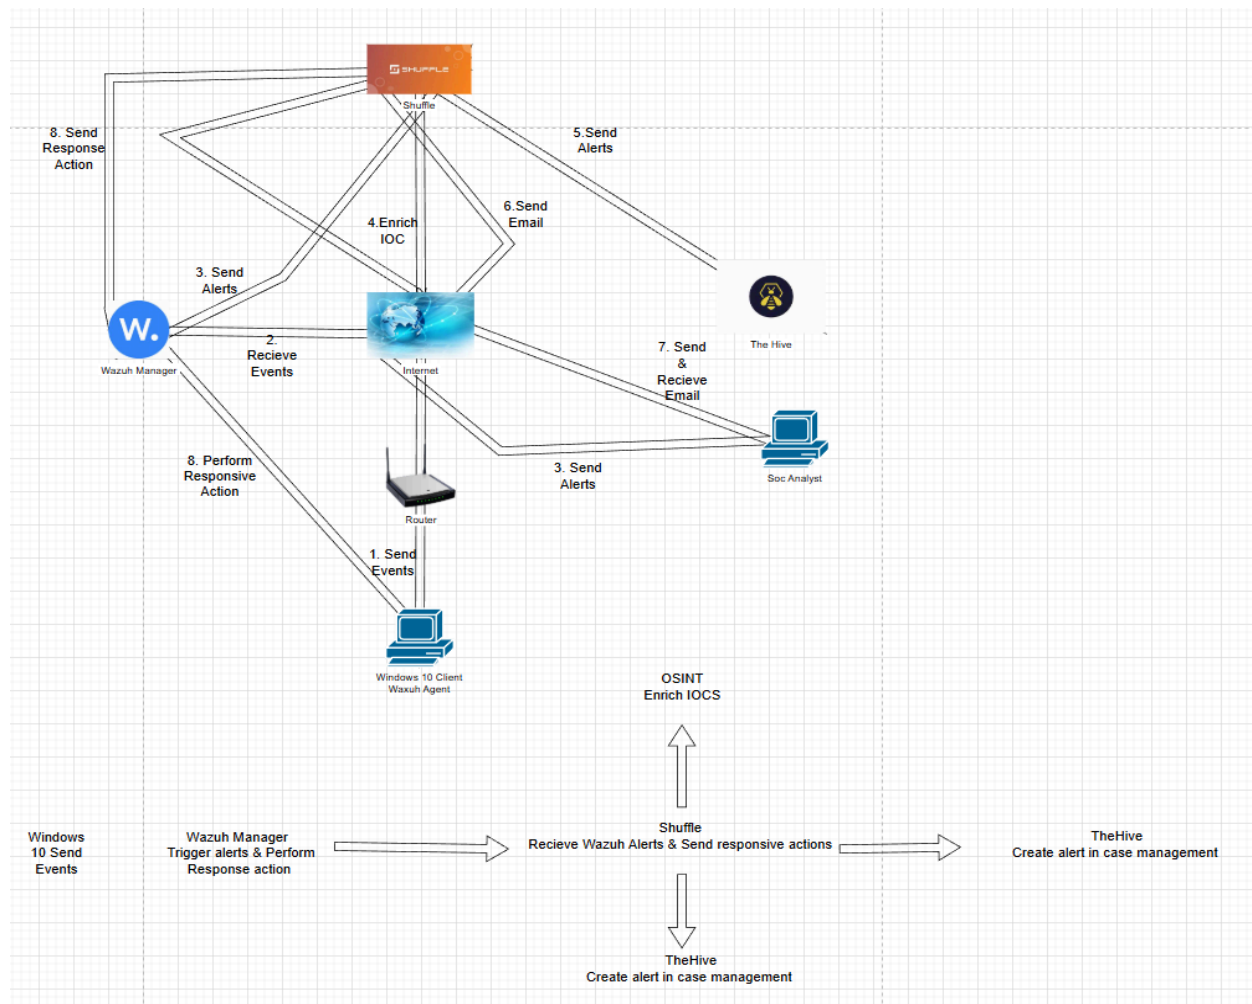 SHUFFLE
Shuffle
8. Send
Response
Action
5.Send
Alerts
6.Send
Email
4.Enrich
IOC
3. Send
Alerts
W.
Wazuh Manager
2.
Recieve
Events
Internet
The Hive
7. Send
&
Recieve
Email
8. Perform
Responsive
Action
3. Send
Alerts
Soc Analyst
Router
1. Send
Events
Windows 10 Client
Waxuh Agent
OSINT
Enrich IOCS
Windows
10 Send
Events
Wazuh Manager
Trigger alerts & Perform
Response action
Shuffle
Recieve Wazuh Alerts & Send responsive actions
TheHive
Create alert in case management
TheHive
Create alert in case management